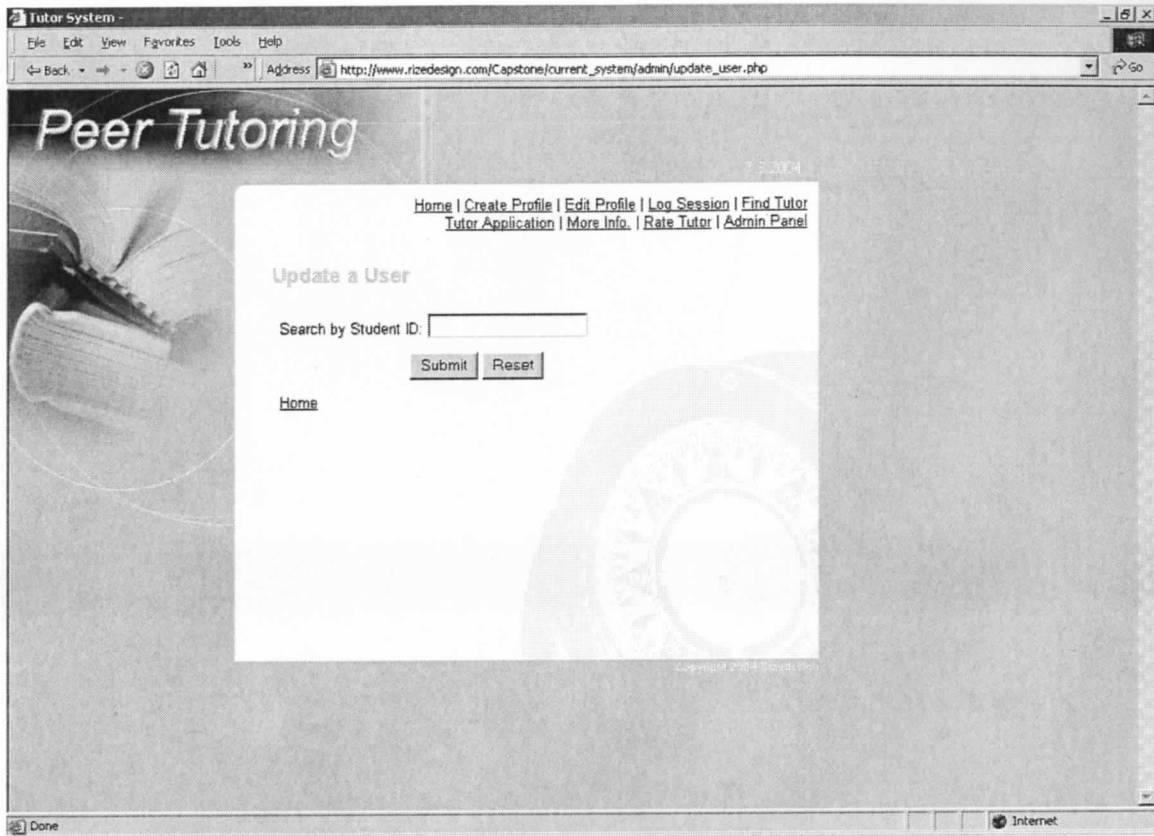 Tutor System -
File Edit View Favorites Tools Help
Back » Address http://www.rizedesign.com/Capstone/current_system/admin/update_user.php Go
Peer Tutoring
Home | Create Profile | Edit Profile | Log Session | Find Tutor
Tutor Application | More Info. | Rate Tutor | Admin Panel
Update a User
Search by Student ID:
Submit Reset
Home
Copyright 2004
Done Internet